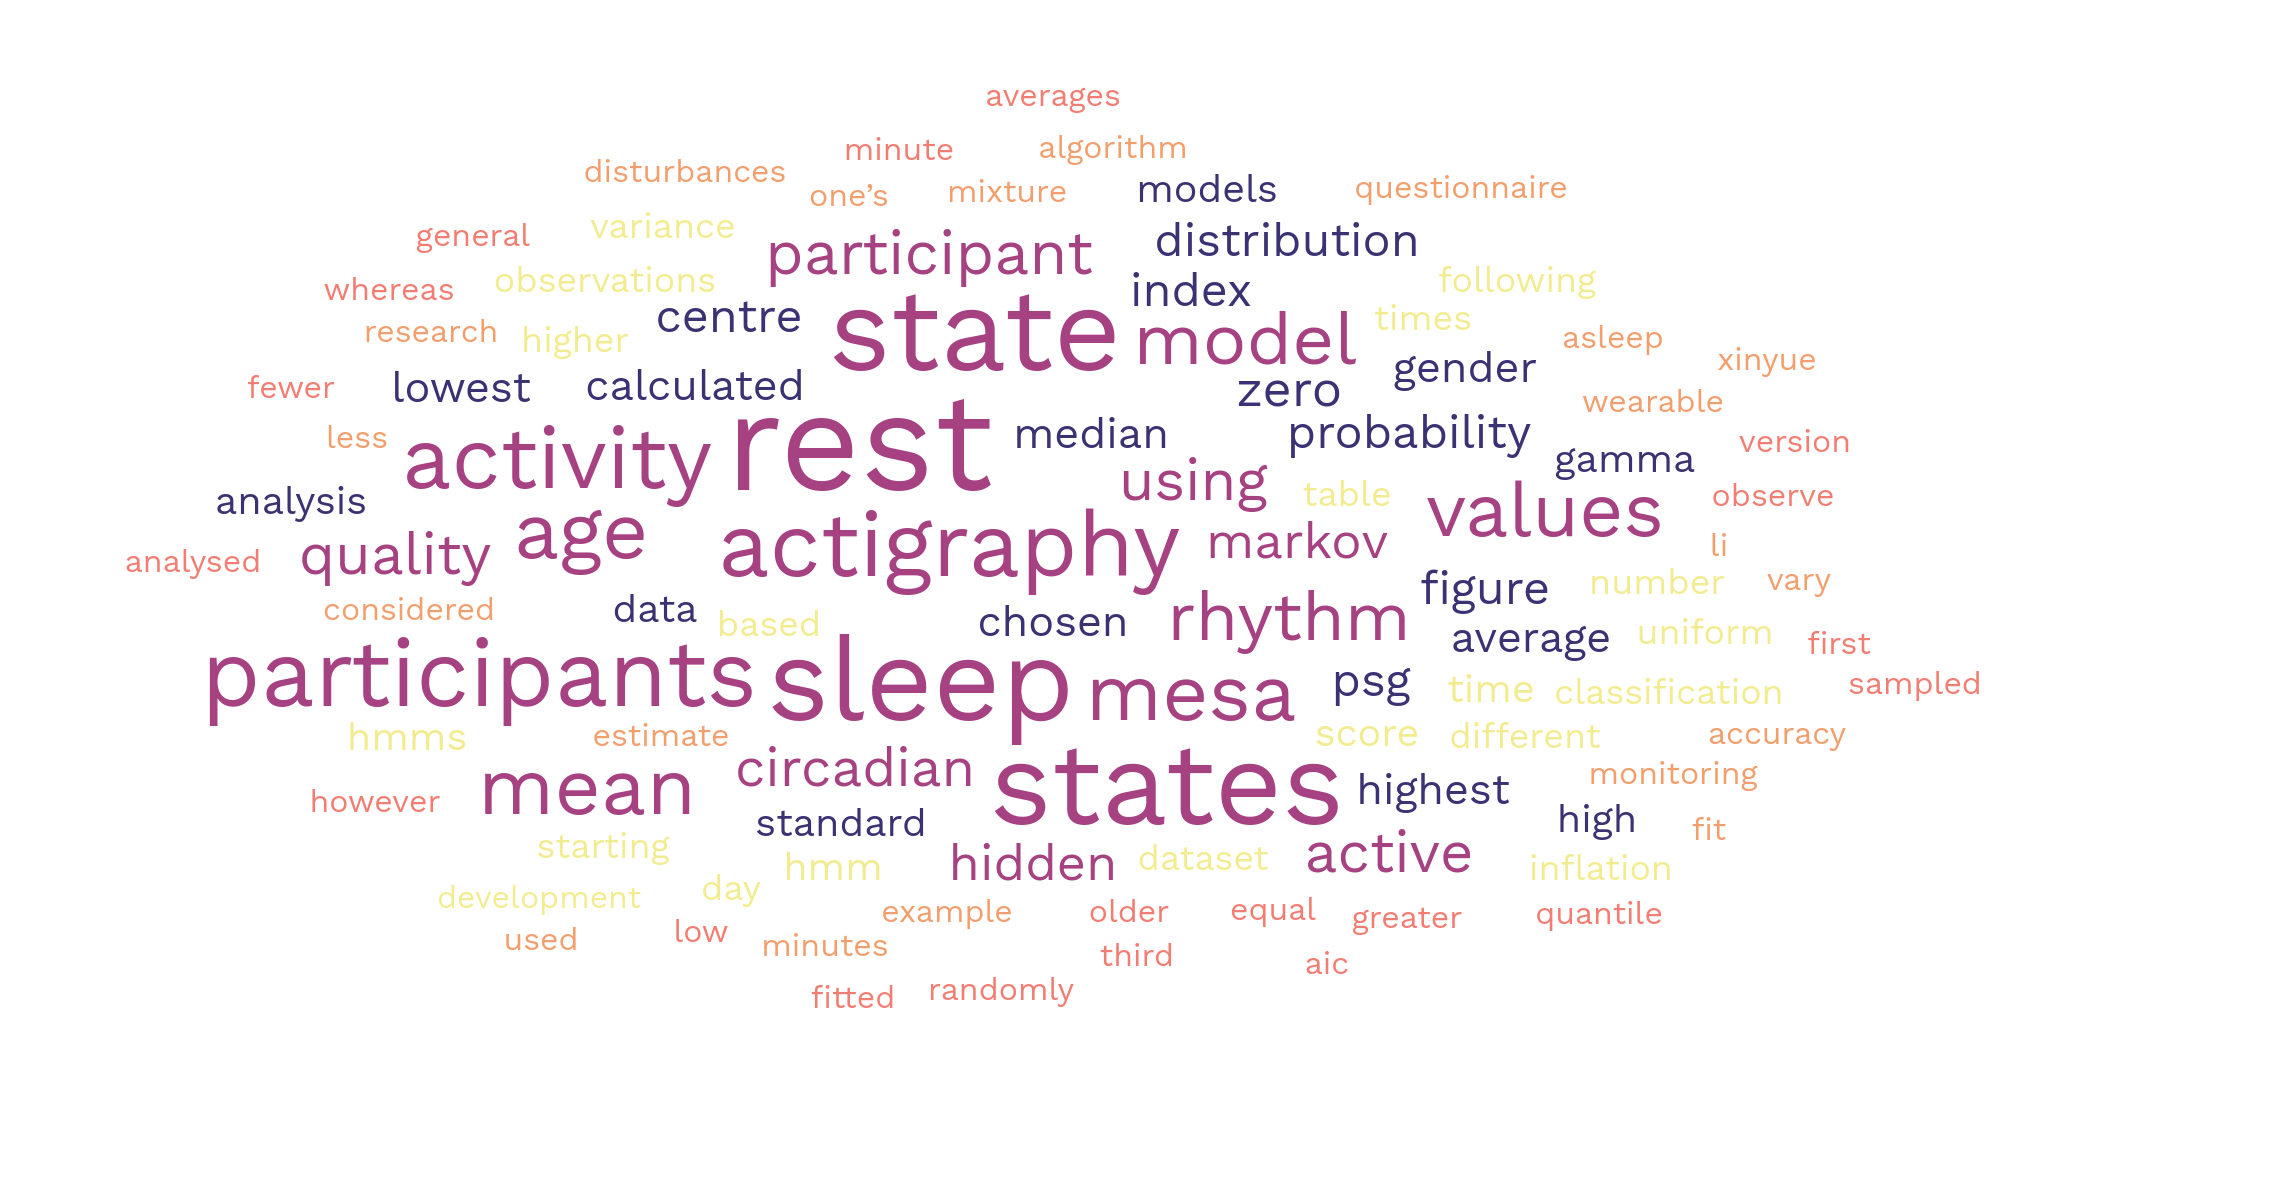 averages
minute
algorithm
disturbances
one’s
mixture
models
questionnaire
general
variance
participant
distribution
whereas
observations
index
following
research
higher
centre
state
model
times
asleep
xinyue
fewer
lowest
calculated
zero
gender
wearable
less
activity
rest
median
probability
gamma
version
analysis
using
table
values
observe
analysed
quality
age
actigraphy
markov
li
considered
data
based
chosen
rhythm
figure
number
vary
average
uniform
first
participants
sleep
mesa
psg
time
classification
sampled
hmms
estimate
score
different
accuracy
however
mean
circadian
states
highest
monitoring
standard
high
fit
starting
hmm
hidden
dataset
active
inflation
development
day
example
older
equal
greater
quantile
used
low
minutes
third
aic
fitted
randomly